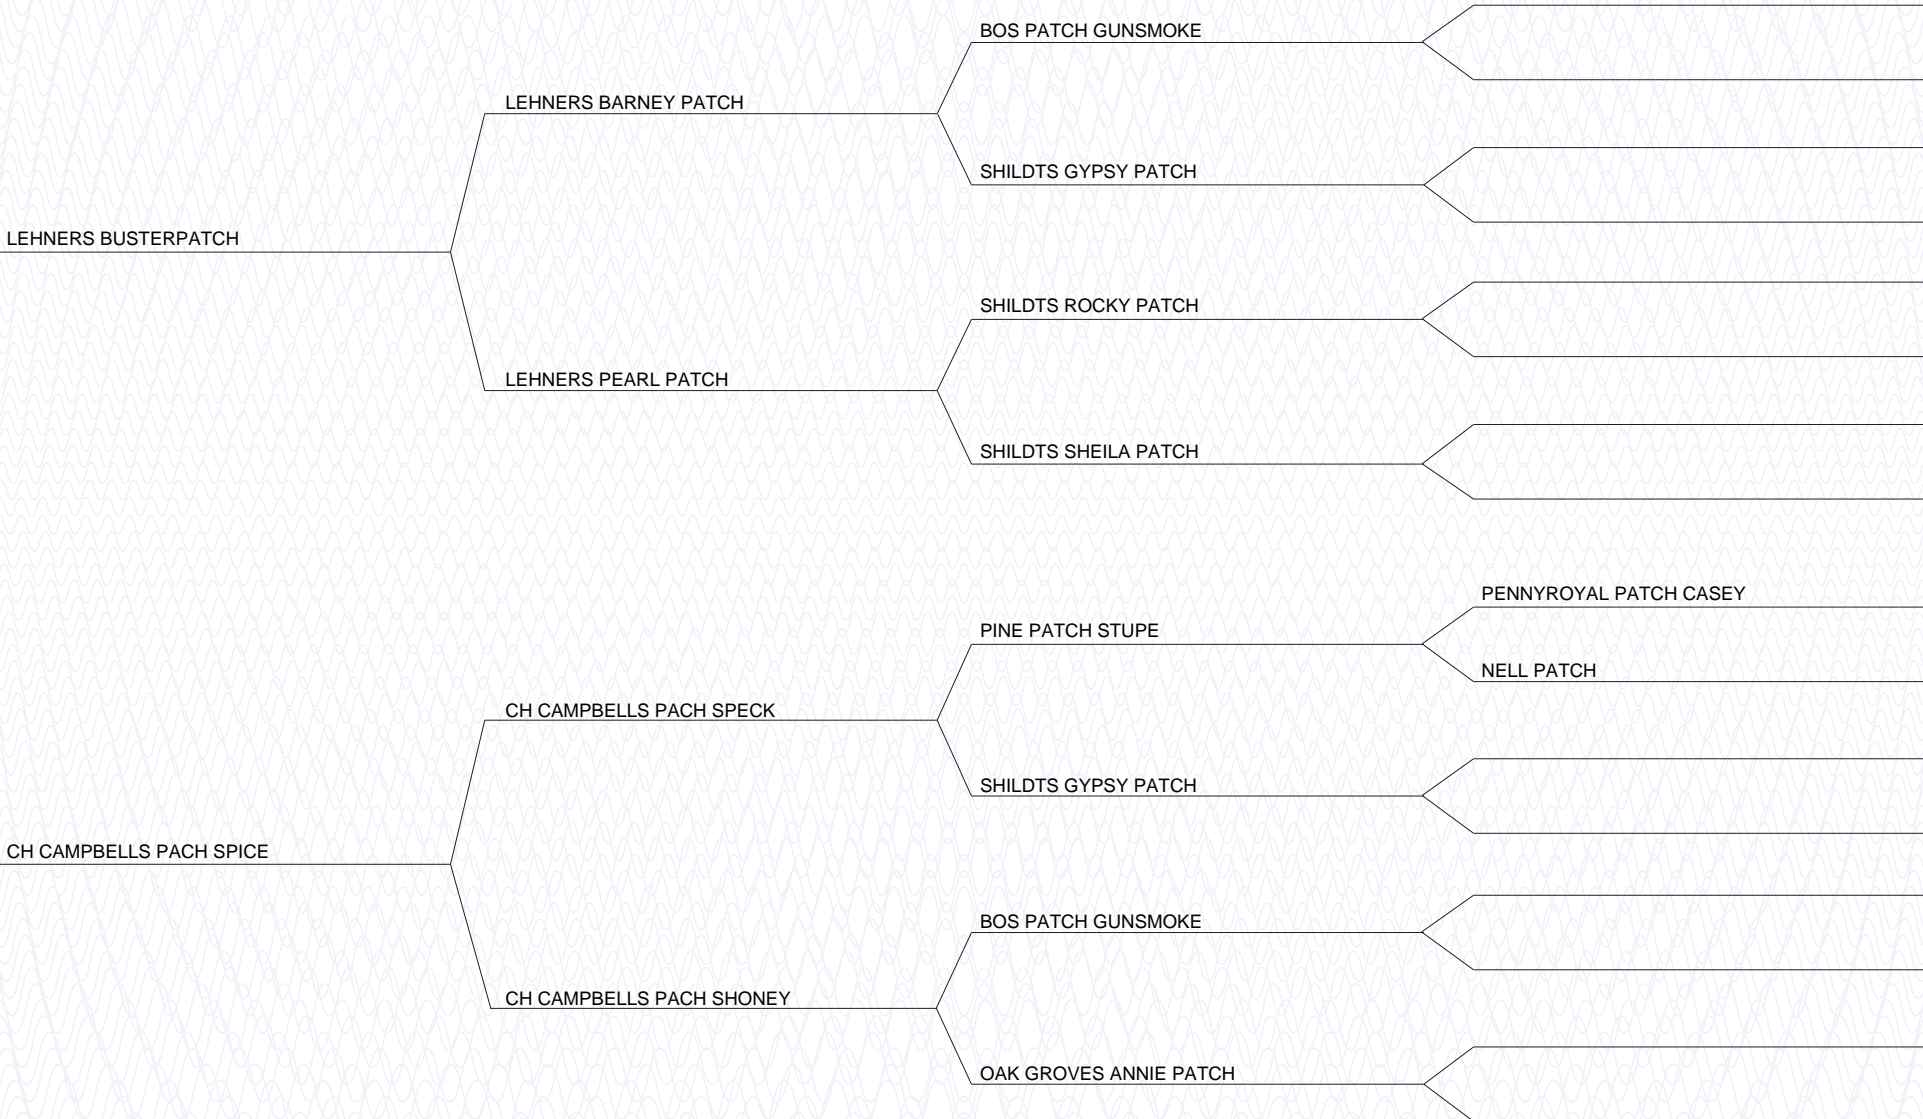 BOS PATCH GUNSMOKE
LEHNERS BARNEY PATCH
SHILDTS GYPSY PATCH
LEHNERS BUSTERPATCH
SHILDTS ROCKY PATCH
LEHNERS PEARL PATCH
SHILDTS SHEILA PATCH
PENNYROYAL PATCH CASEY
PINE PATCH STUPE
NELL PATCH
CH CAMPBELLS PACH SPECK
SHILDTS GYPSY PATCH
CH CAMPBELLS PACH SPICE
BOS PATCH GUNSMOKE
CH CAMPBELLS PACH SHONEY
OAK GROVES ANNIE PATCH